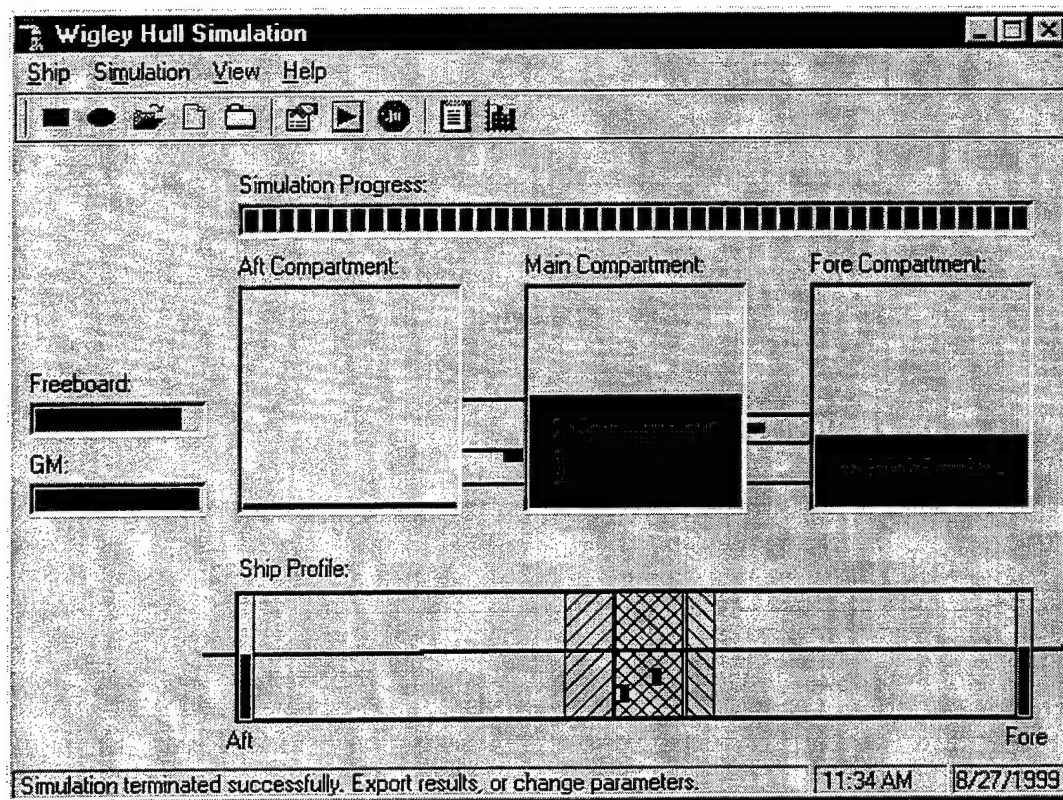 Wigley Hull Simulation
Ship Simulation View Help
Simulation Progress:
Aft Compartment: Main Compartment: Fore Compartment:
Freeboard:
GM:
Ship Profile:
Aft Fore
Simulation terminated successfully. Export results, or change parameters. 11:34 AM 8/27/1999